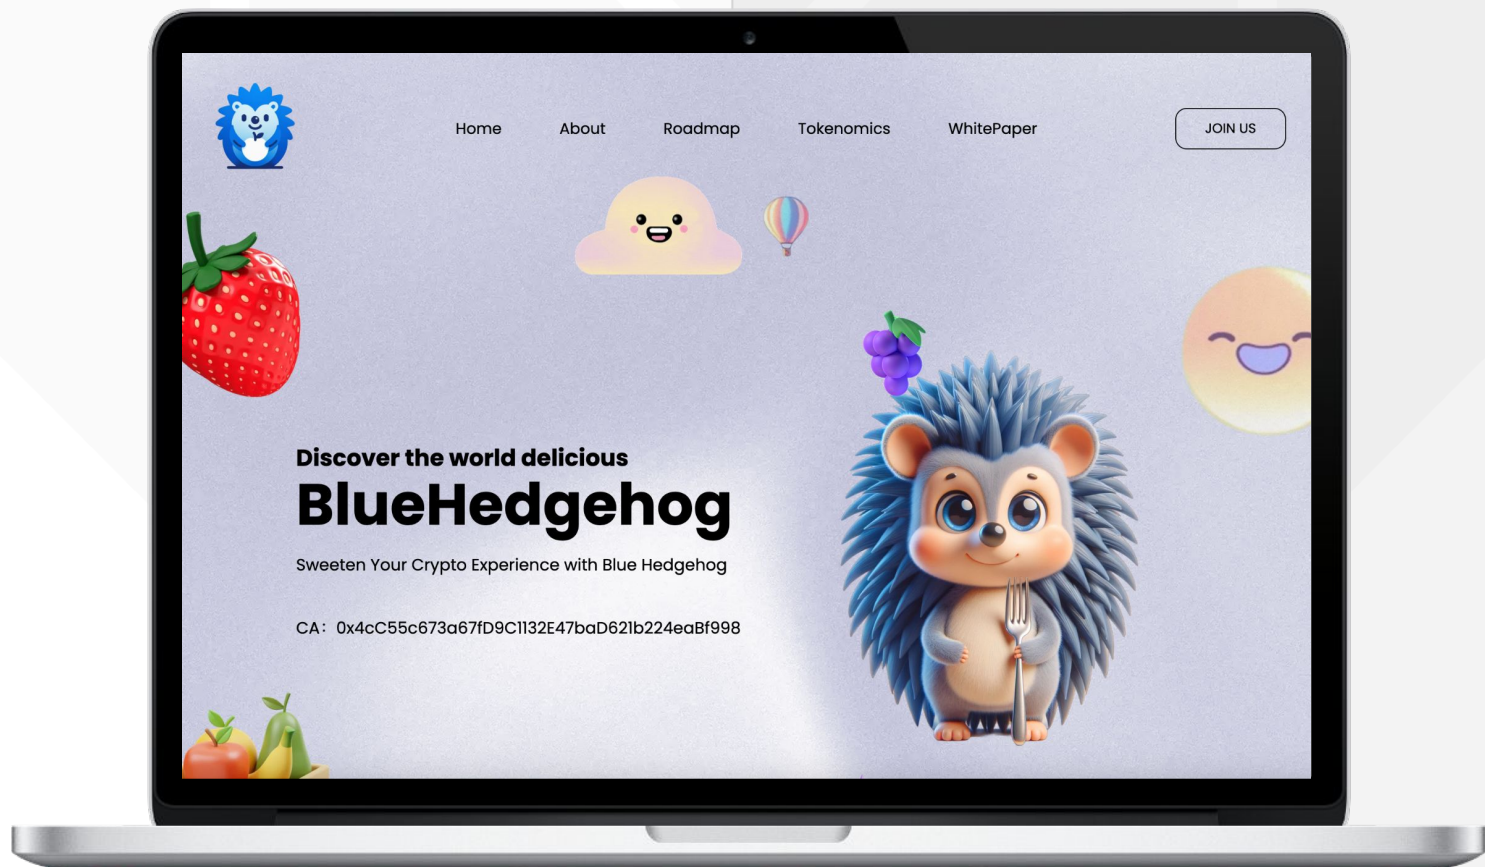 Home
About
Roadmap
Tokenomics
WhitePaper
JOIN US
Discover the world delicious
BlueHedgehog
Sweeten Your Crypto Experience with Blue Hedgehog
CA：0x4cC55c673a67fD9C1132E47baD621b224eaBf998